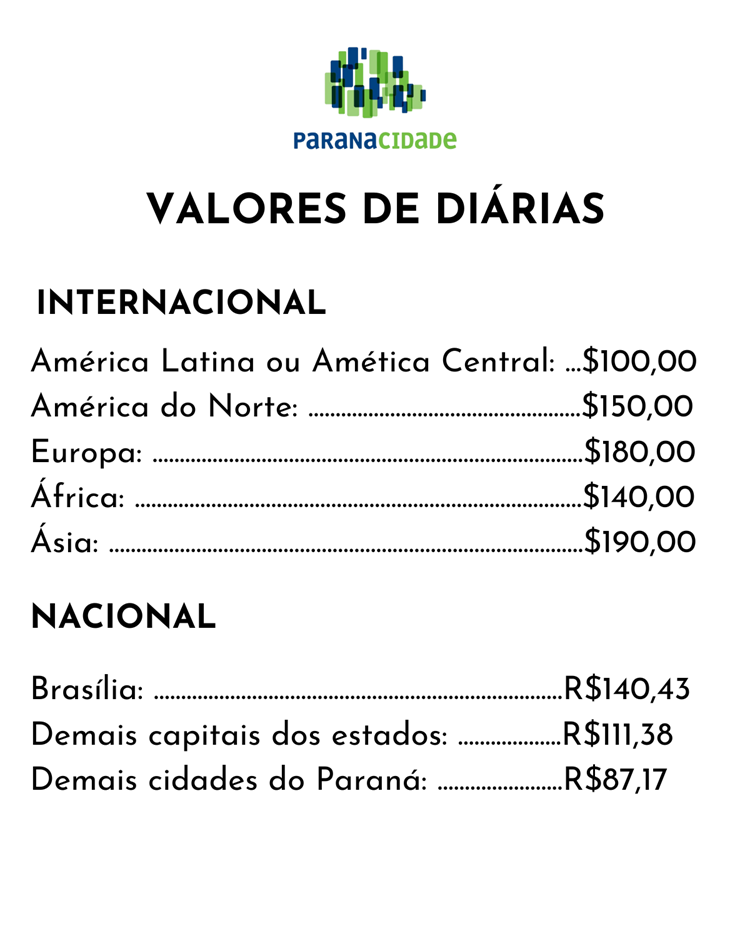 PARANACIDADE
VALORES DE DIÁRIAS
INTERNACIONAL
América Latina ou Amética Central: ...$100,00
América do Norte: ..................................................$150,00
Europa: ...............................................................................$180,00
África: ..................................................................................$140,00
Ásia: .......................................................................................$190,00
NACIONAL
Brasília: ...........................................................................R$140,43
Demais capitais dos estados: ...................R$111,38
Demais cidades do Paraná: .......................R$87,17